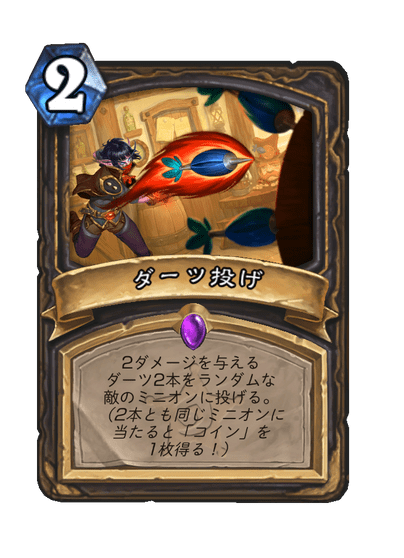 2
ダーツ投げ
2ダメージを与える
ダーツ2本をランダムな
敵のミニオンに投げる。
(2本とも同じミニオンに
当たると「コイン」を
1枚得る!)